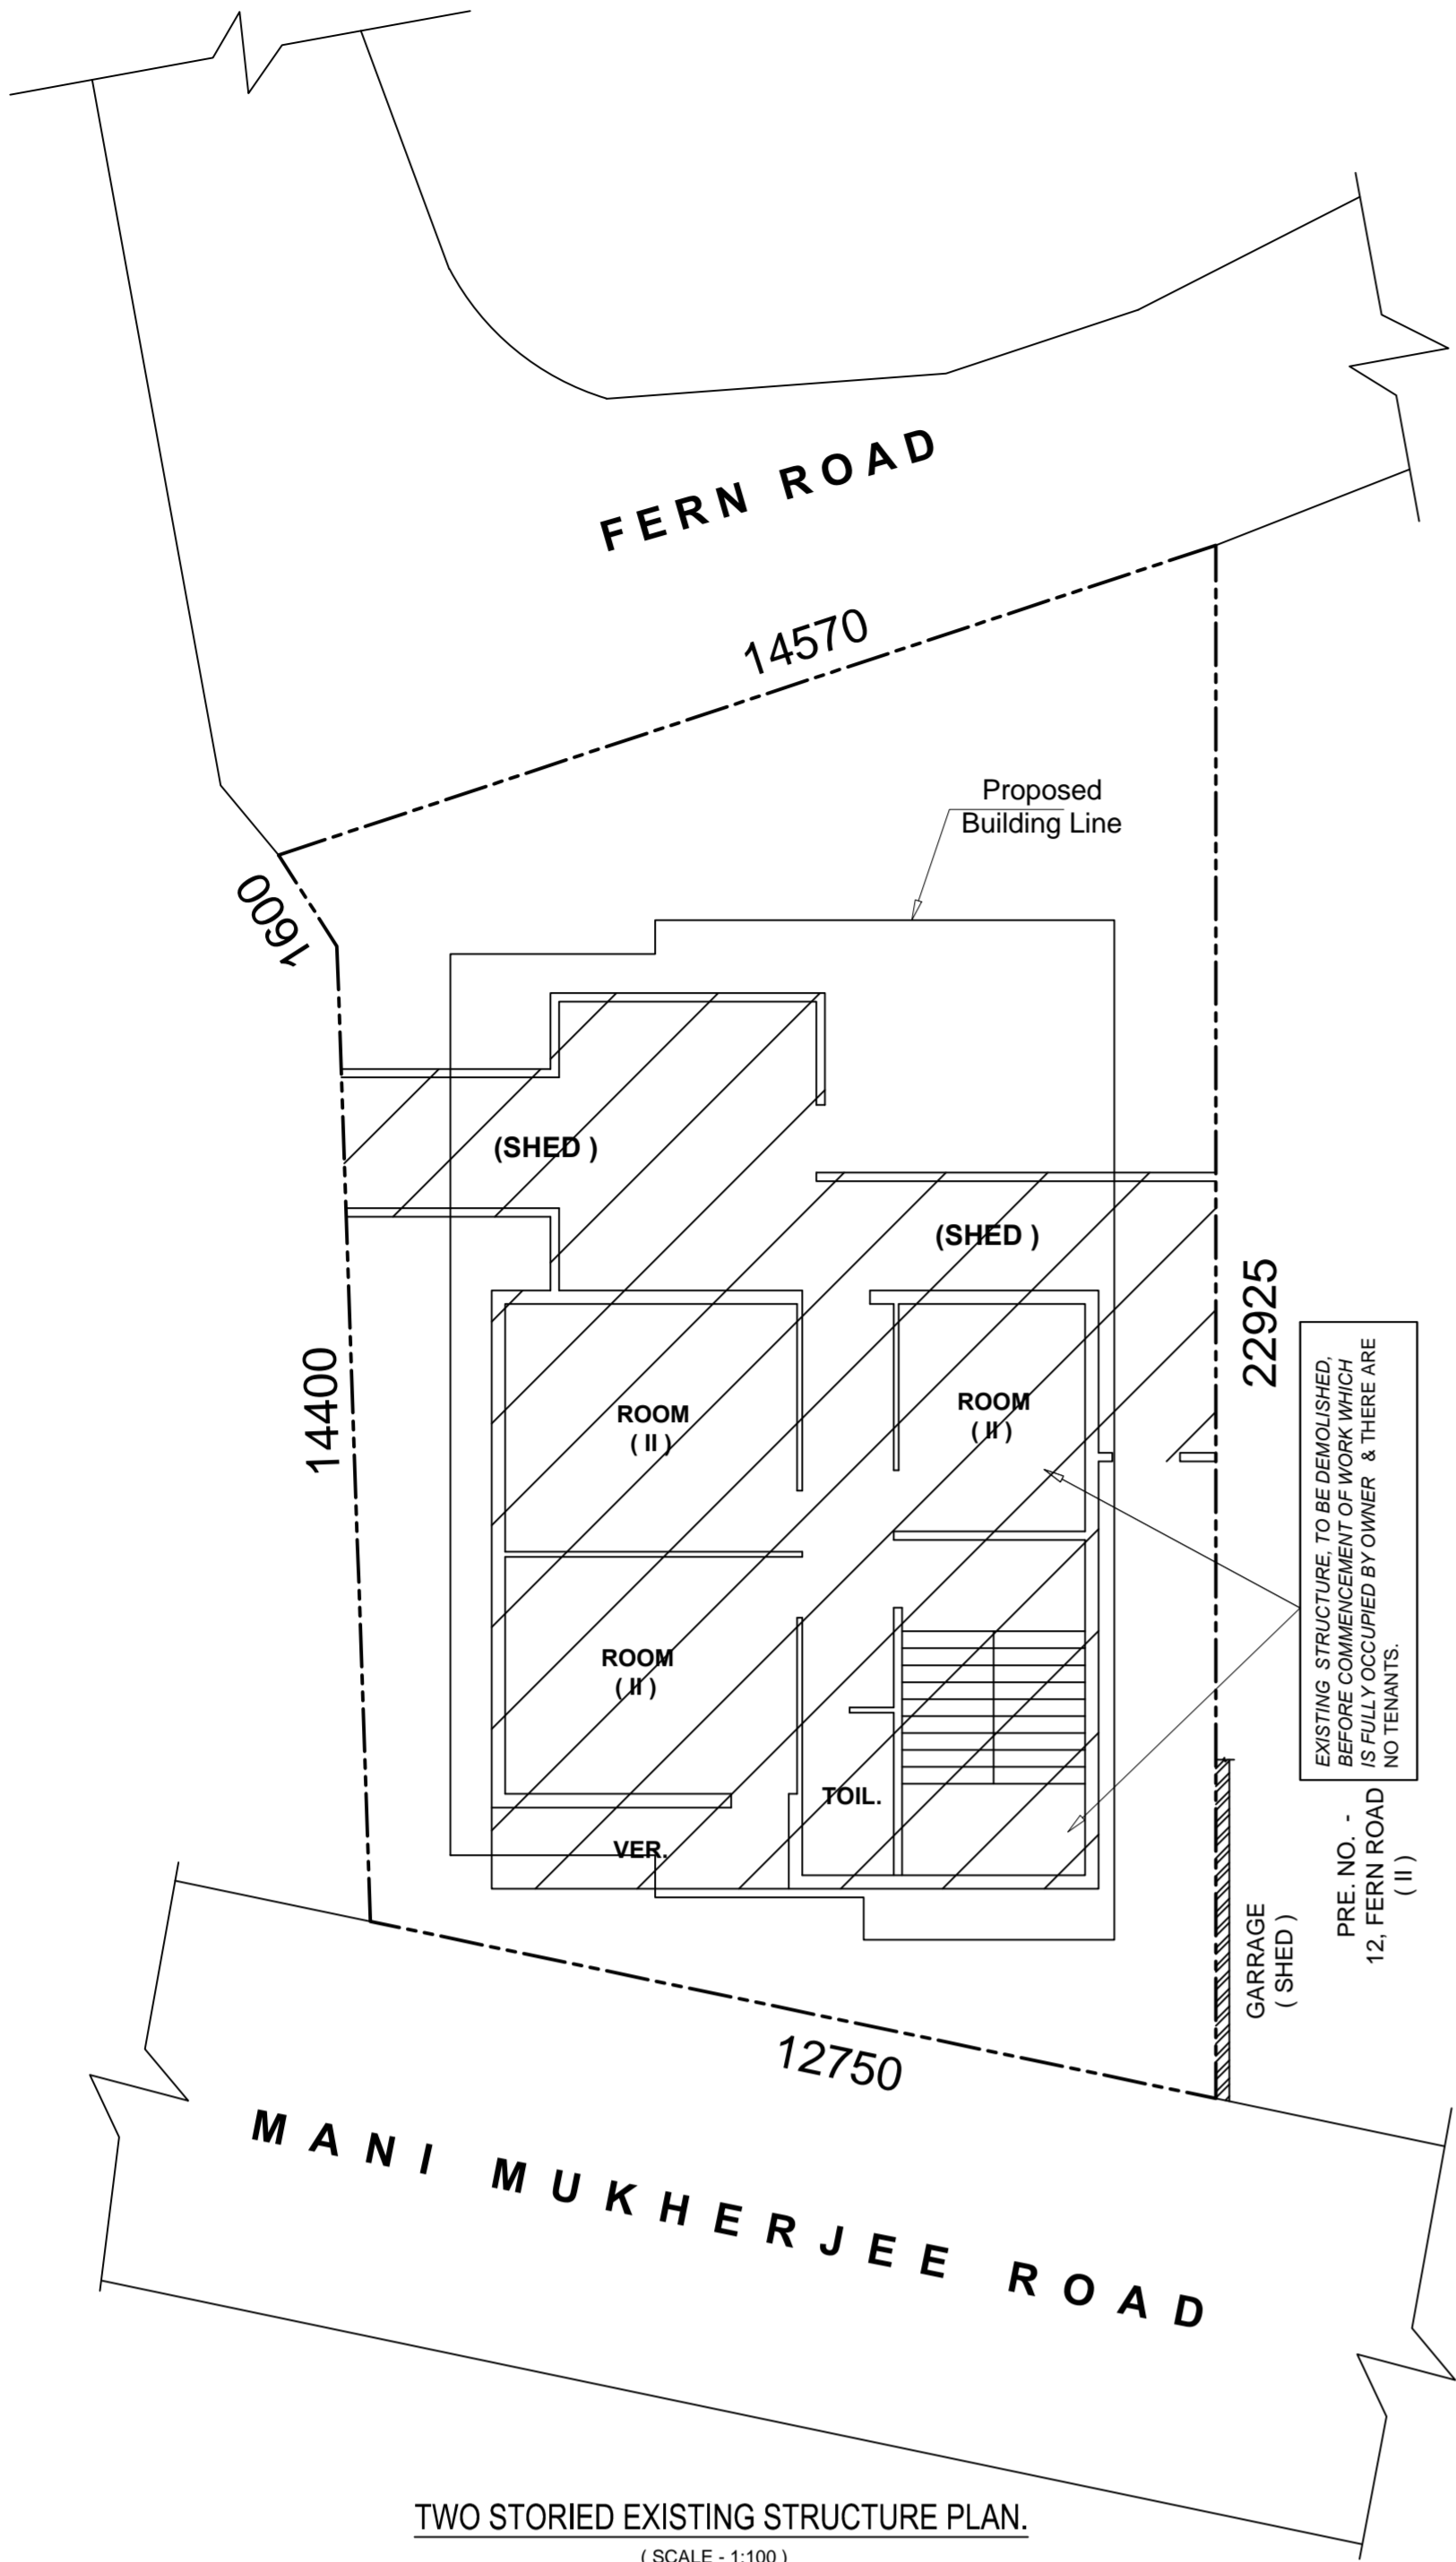 FERN ROAD
14570
Proposed
Building Line
1600
(SHED )
(SHED )
22925
14400
ROOM
( II )
ROOM
( II )
EXISTING STRUCTURE, TO BE DEMOLISHED,
BEFORE COMMENCEMENT OF WORK WHICH
IS FULLY OCCUPIED BY OWNER & THERE ARE
NO TENANTS.
ROOM
( II )
TOIL.
VER.
PRE. NO. -
12, FERN ROAD
( II )
GARRAGE
( SHED )
12750
MANI MUKHERJEE ROAD
TWO STORIED EXISTING STRUCTURE PLAN.
( SCALE - 1:100 )